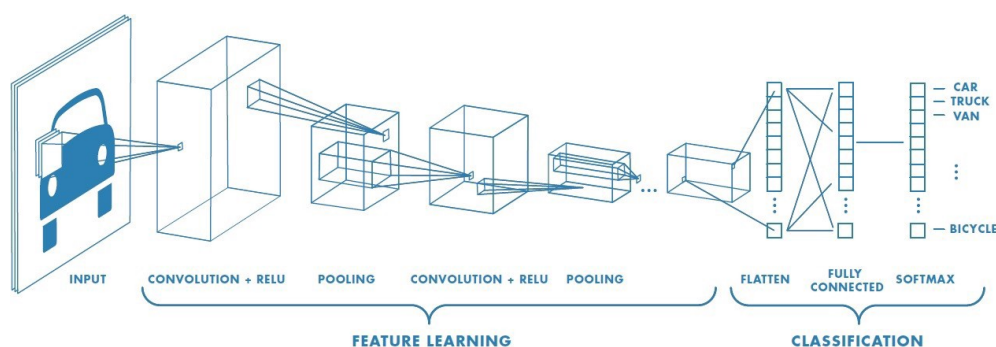 CAR
TRUCK
VAN
BICYCLE
INPUT
CONVOLUTION + RELU
POOLING
CONVOLUTION + RELU
POOLING
FLATTEN
FULLY
CONNECTED
SOFTMAX
FEATURE LEARNING
CLASSIFICATION